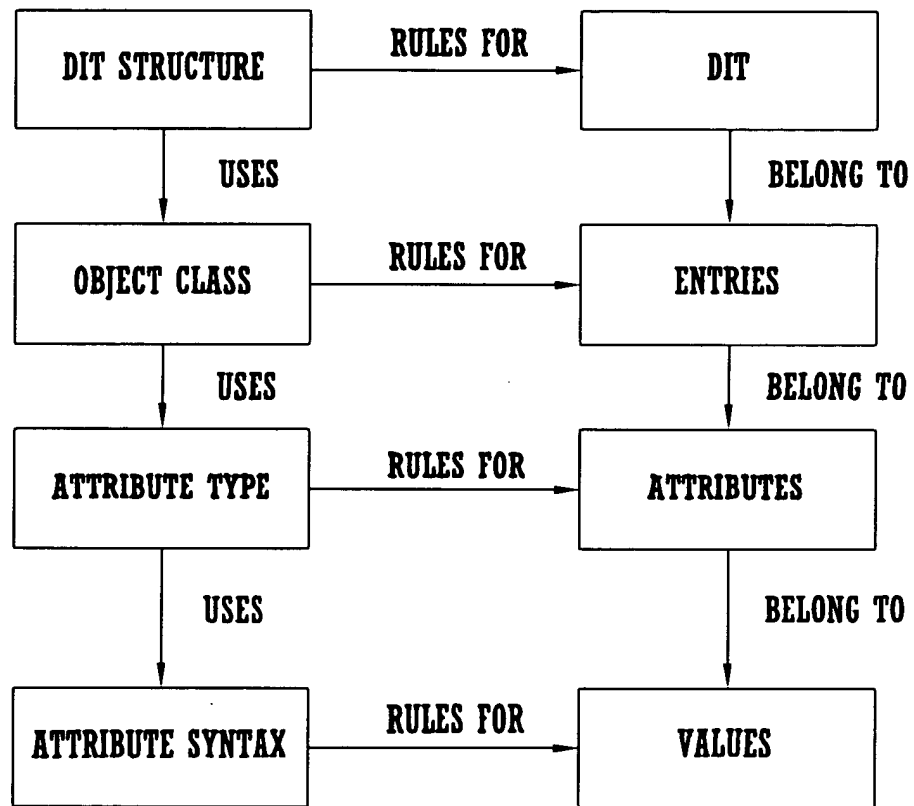 DIT STRUCTURE
RULES FOR
DIT
USES
BELONG TO
OBJECT CLASS
RULES FOR
ENTRIES
USES
BELONG TO
ATTRIBUTE TYPE
RULES FOR
ATTRIBUTES
USES
BELONG TO
ATTRIBUTE SYNTAX
RULES FOR
VALUES